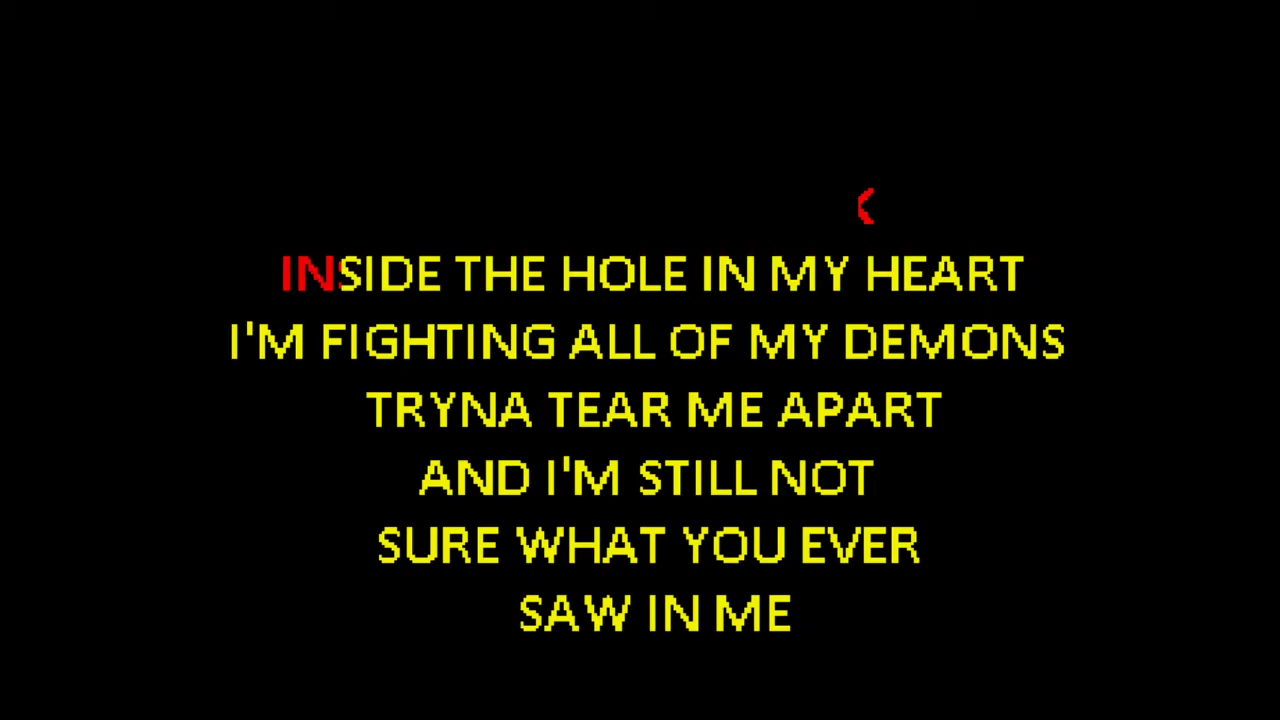 INSIDE THE HOLE IN MY HEART
I'M FIGHTING ALL OF MY DEMONS
TRYNA TEAR ME APART
AND I'M STILL NOT
SURE WHAT YOU EVER
SAW IN ME